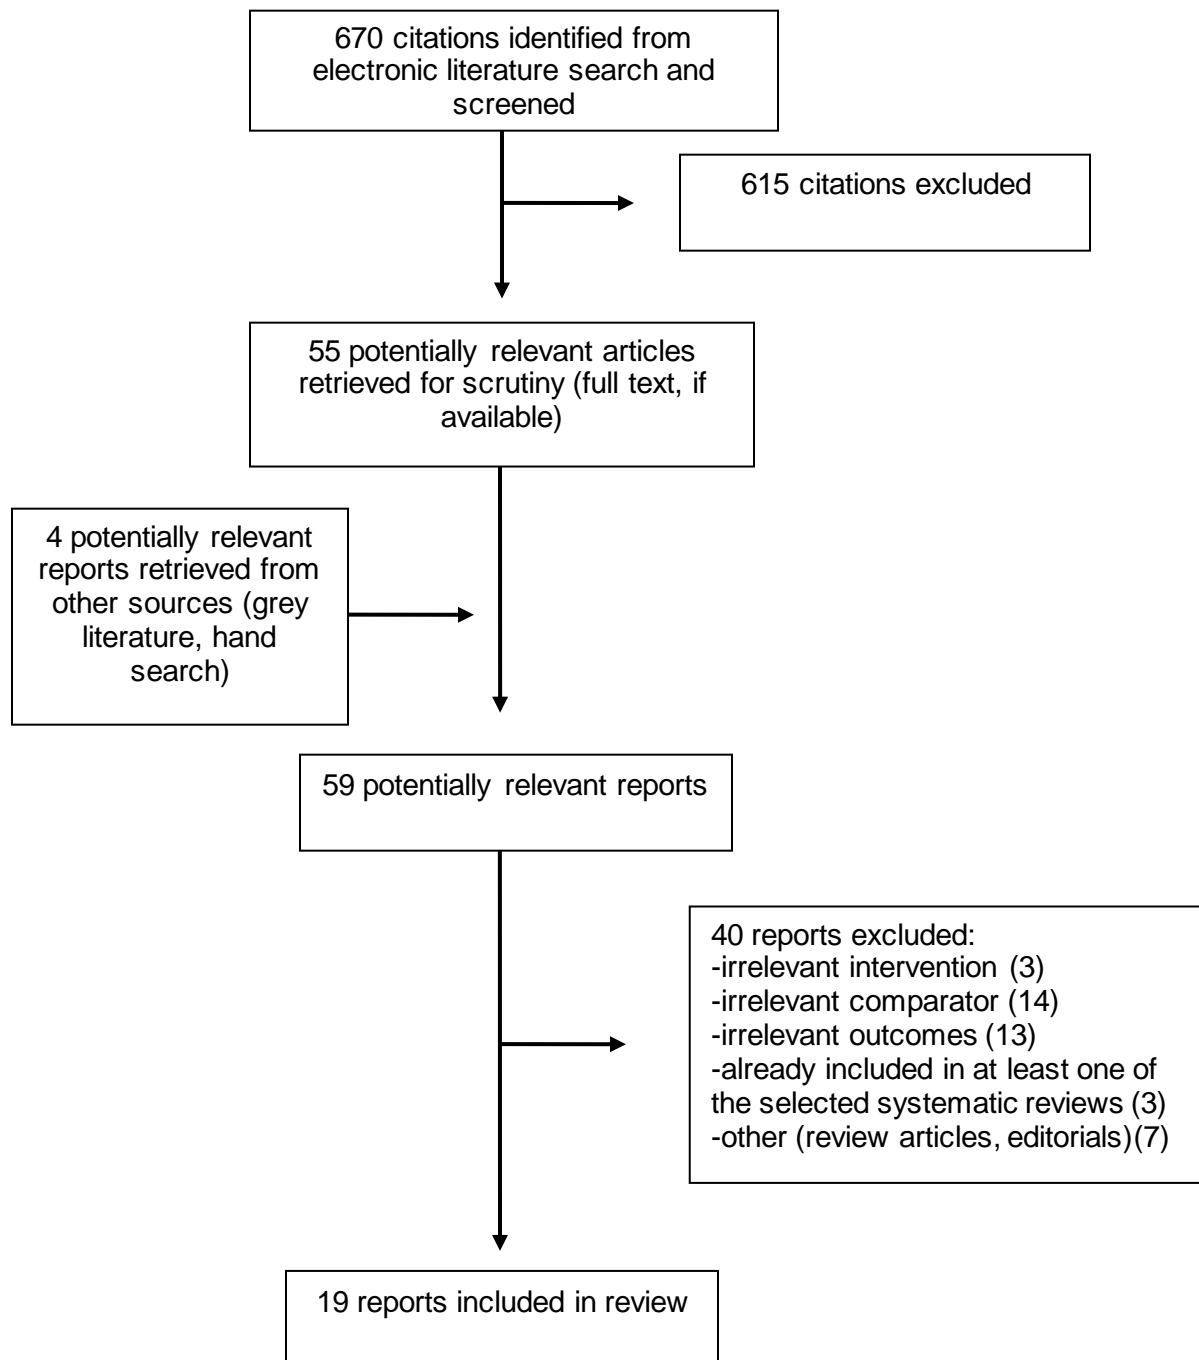 670 citations identified from
electronic literature search and
screened
615 citations excluded
55 potentially relevant articles
retrieved for scrutiny (full text, if
available)
4 potentially relevant
reports retrieved from
other sources (grey
literature, hand
search)
59 potentially relevant reports
40 reports excluded:
-irrelevant intervention (3)
-irrelevant comparator (14)
-irrelevant outcomes (13)
-already included in at least one of
the selected systematic reviews (3)
-other (review articles, editorials)(7)
19 reports included in review